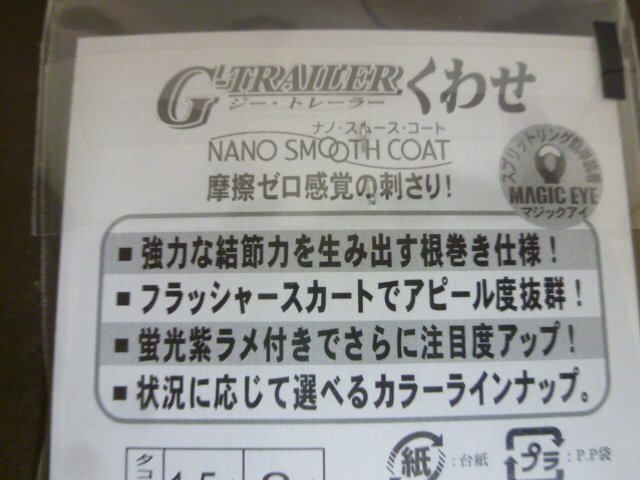 G-TRAILER くわせ
ジー・トレーラー
ナノ・スムース・コート
NANO SMOOTH COAT
摩擦ゼロ感覚の刺さり!
スプリットリング簡単装着
MAGIC EYE
マジックアイ
■ 強力な結節力を生み出す根巻き仕様!
■ フラッシャースカートでアピール度抜群!
■ 蛍光紫ラメ付きでさらに注目度アップ!
■ 状況に応じて選べるカラーラインナップ。
タコ
紙 :台紙
プラ :P.P袋